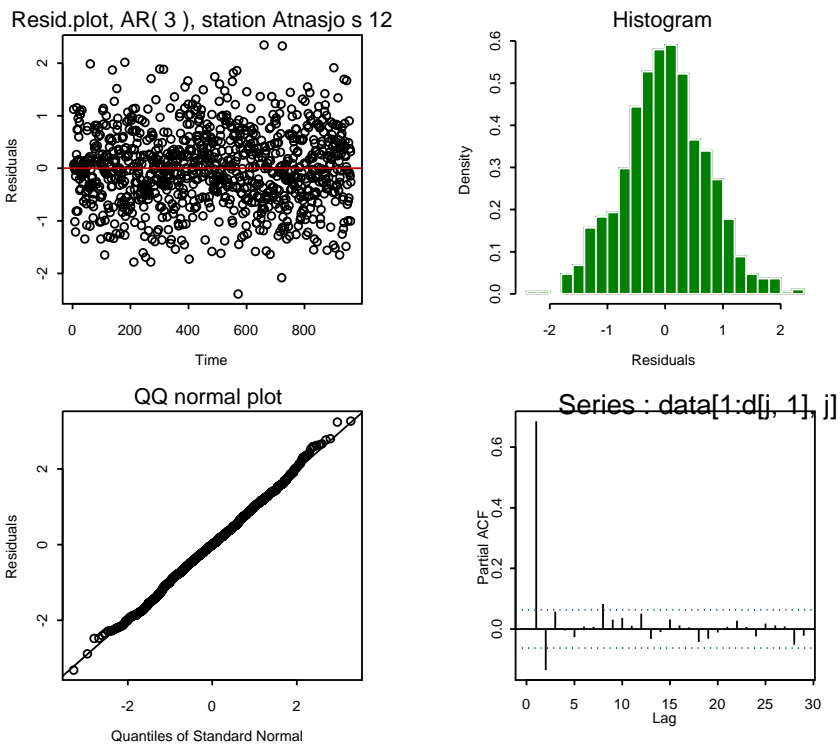 Resid.plot, AR( 3 ), station Atnasjo s 12
Residuals
2
1
0
-1
-2
0 200 400 600 800
Time
Histogram
Density
0.6
0.5
0.4
0.3
0.2
0.1
0.0
-2 -1 0 1 2
Residuals
QQ normal plot
Residuals
2
0
-2
-2 0 2
Quantiles of Standard Normal
Series : data[1:d[j, 1], j]
Partial ACF
0.6
0.4
0.2
0.0
0 5 10 15 20 25 30
Lag